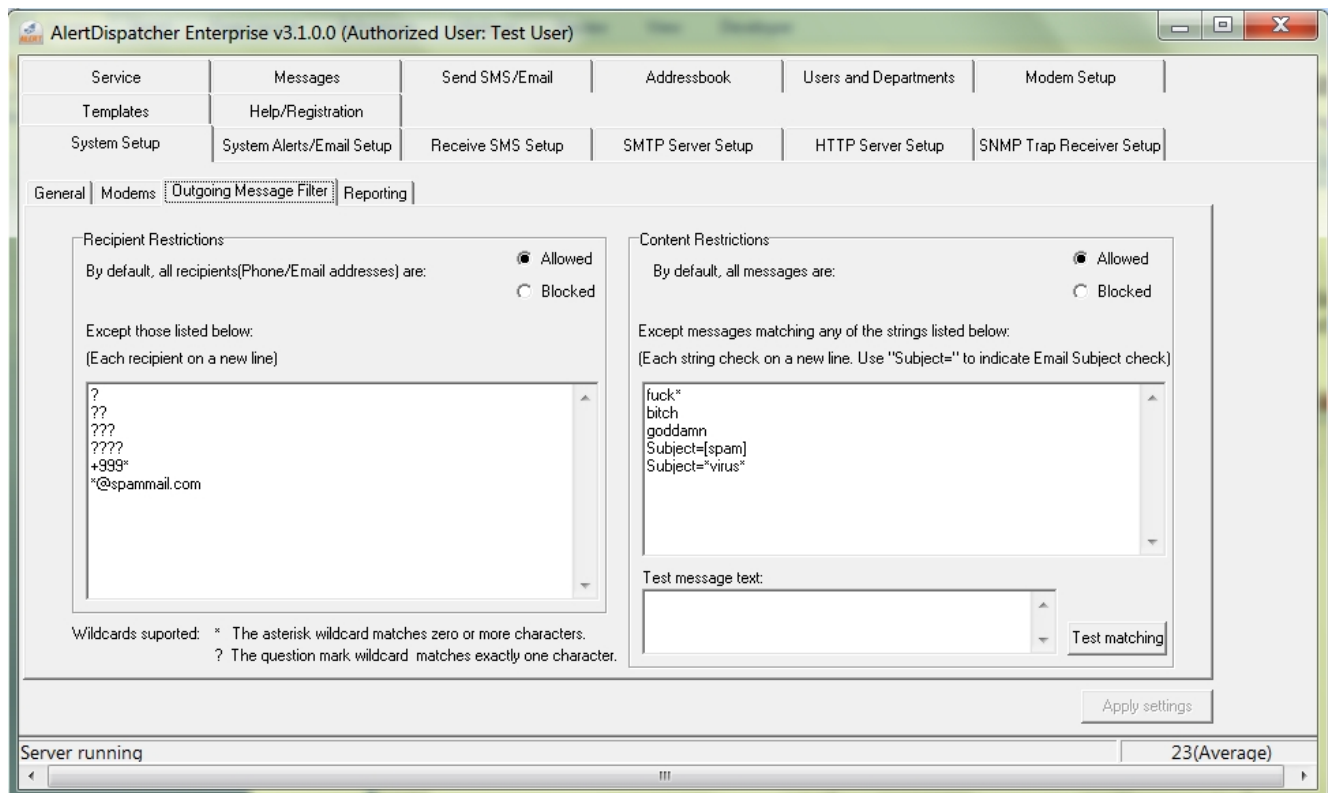 AlertDispatcher Enterprise v3.1.0.0 (Authorized User: Test User)
View Developer
Service Messages Send SMS/Email Addressbook Users and Departments Modem Setup
Templates Help/Registration
System Setup System Alerts/Email Setup Receive SMS Setup SMTP Server Setup HTTP Server Setup SNMP Trap Receiver Setup
General Modems Outgoing Message Filter Reporting
Recipient Restrictions
By default, all recipients(Phone/Email addresses) are:
Allowed
Blocked
Except those listed below:
(Each recipient on a new line)
?
??
???
????
+999*
*@spammail.com
Wildcards suported: * The asterisk wildcard matches zero or more characters.
? The question mark wildcard matches exactly one character.
Content Restrictions
By default, all messages are:
Allowed
Blocked
Except messages matching any of the strings listed below:
(Each string check on a new line. Use "Subject=" to indicate Email Subject check)
fuck*
bitch
goddamn
Subject=[spam]
Subject=*virus*
Test message text:
Test matching
Apply settings
Server running
23(Average)